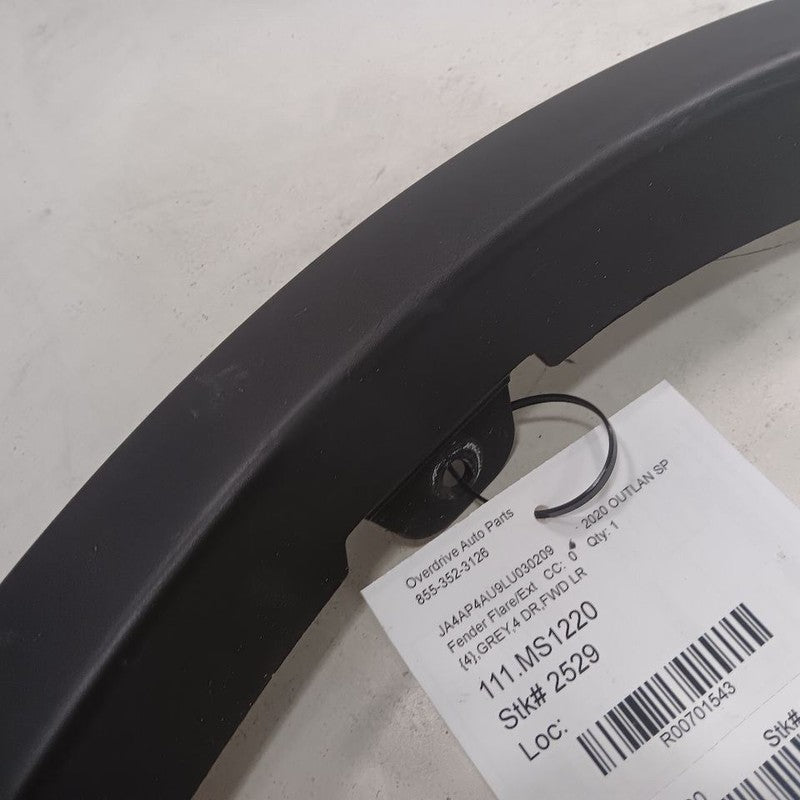 Overdrive Auto Parts
855-352-3126
JA4AP4AU9LU030209 - 2020 OUTLAN SP
Fender Flare/Ext CC: 0 Qty: 1
{4},GREY,4 DR,FWD LR
111.MS1220
Stk# 2529
Loc:
R00701543
Stk#